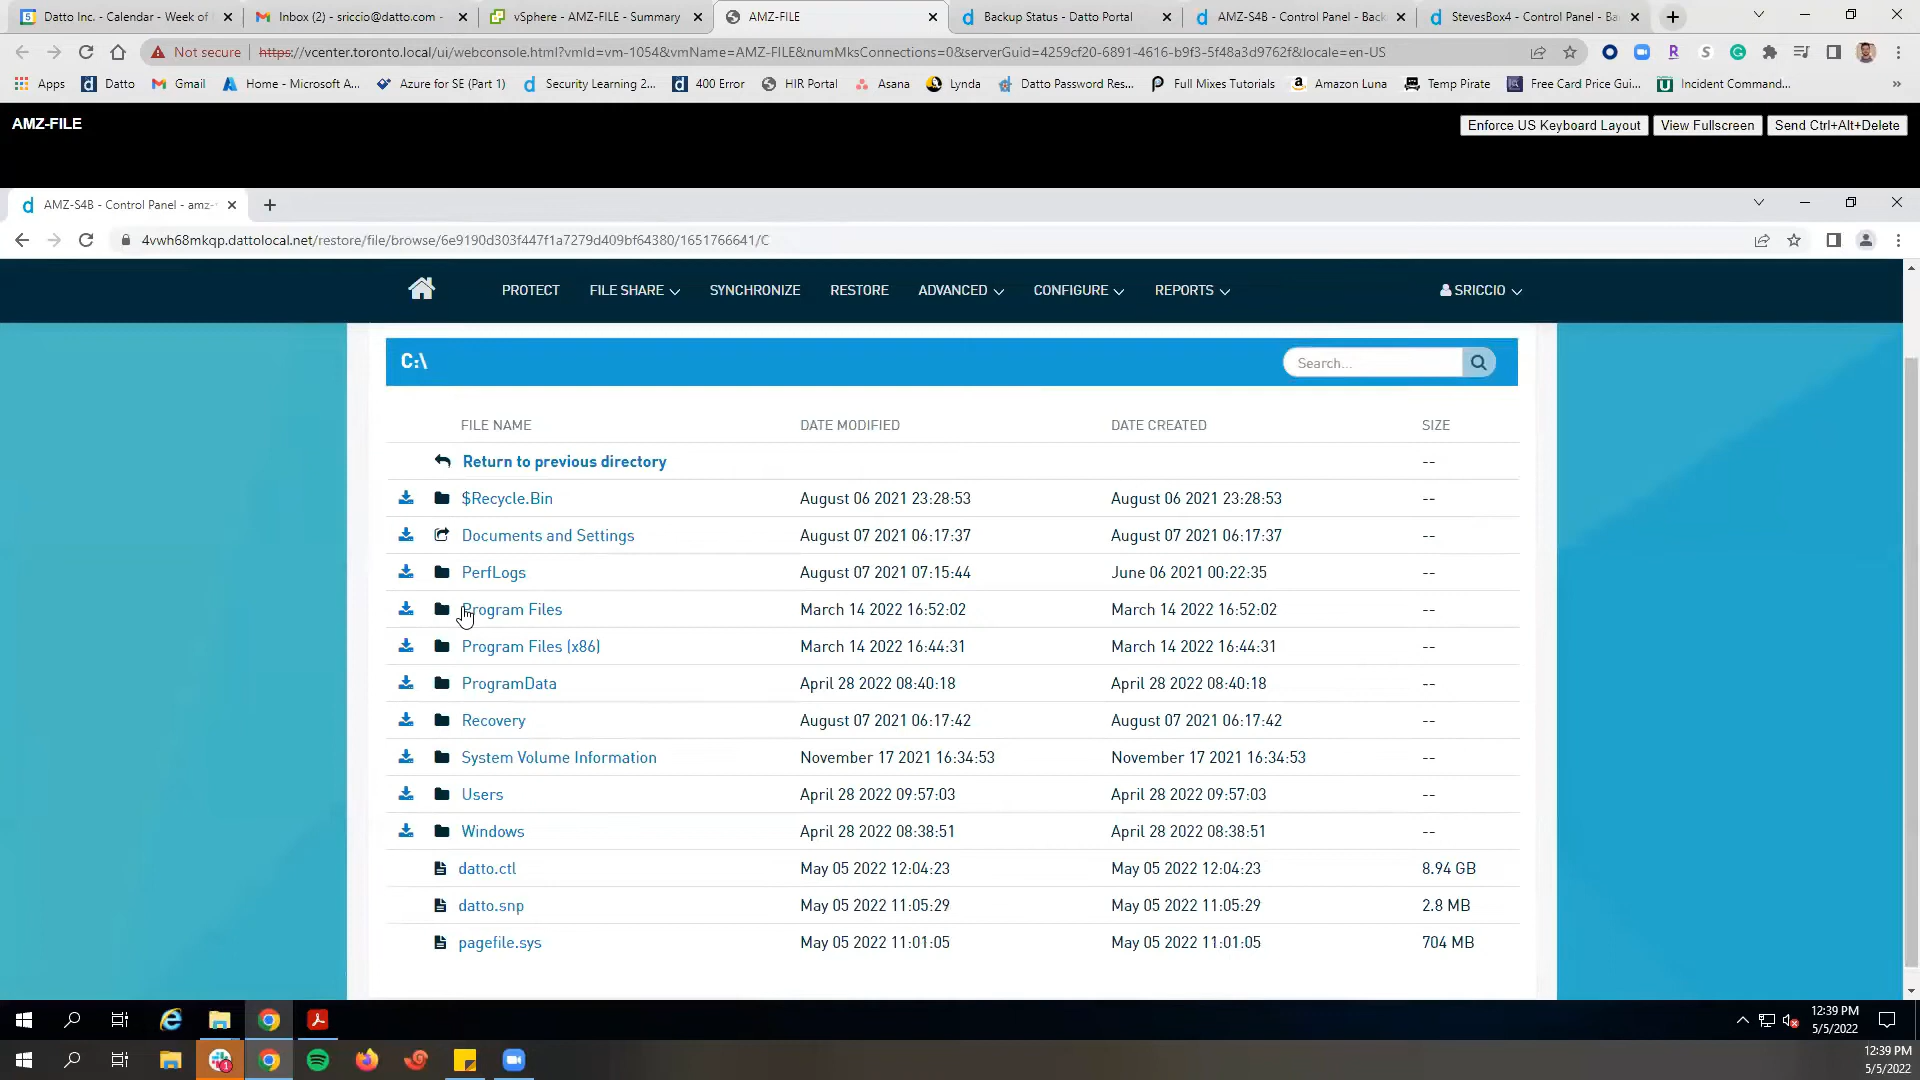 Datto Inc. - Calendar - Week of
Inbox (2) - sriccio@datto.com -
vSphere - AMZ-FILE - Summary
AMZ-FILE
Backup Status - Datto Portal
AMZ-S4B - Control Panel - Back
StevesBox4 - Control Panel - Ba
Not secure
https://vcenter.toronto.local/ui/webconsole.html?vmId=vm-1054&vmName=AMZ-FILE&numMksConnections=0&serverGuid=4259cf20-6891-4616-b9f3-5f48a3d9762f&locale=en-US
Apps
Datto
Gmail
Home - Microsoft A...
Azure for SE (Part 1)
Security Learning 2...
400 Error
HIR Portal
Asana
Lynda
Datto Password Res...
Full Mixes Tutorials
Amazon Luna
Temp Pirate
Free Card Price Gui...
Incident Command...
AMZ-FILE
Enforce US Keyboard Layout
View Fullscreen
Send Ctrl+Alt+Delete
AMZ-S4B - Control Panel - amz-
4vwh68mkqp.dattolocal.net/restore/file/browse/6e9190d303f447f1a7279d409bf64380/1651766641/C
PROTECT FILE SHARE SYNCHRONIZE RESTORE ADVANCED CONFIGURE REPORTS SRICCIO
C:\
Search...
FILE NAME DATE MODIFIED DATE CREATED SIZE
Return to previous directory --
$Recycle.Bin August 06 2021 23:28:53 August 06 2021 23:28:53 --
Documents and Settings August 07 2021 06:17:37 August 07 2021 06:17:37 --
PerfLogs August 07 2021 07:15:44 June 06 2021 00:22:35 --
Program Files March 14 2022 16:52:02 March 14 2022 16:52:02 --
Program Files (x86) March 14 2022 16:44:31 March 14 2022 16:44:31 --
ProgramData April 28 2022 08:40:18 April 28 2022 08:40:18 --
Recovery August 07 2021 06:17:42 August 07 2021 06:17:42 --
System Volume Information November 17 2021 16:34:53 November 17 2021 16:34:53 --
Users April 28 2022 09:57:03 April 28 2022 09:57:03 --
Windows April 28 2022 08:38:51 April 28 2022 08:38:51 --
datto.ctl May 05 2022 12:04:23 May 05 2022 12:04:23 8.94 GB
datto.snp May 05 2022 11:05:29 May 05 2022 11:05:29 2.8 MB
pagefile.sys May 05 2022 11:01:05 May 05 2022 11:01:05 704 MB
12:39 PM
5/5/2022
12:39 PM
5/5/2022